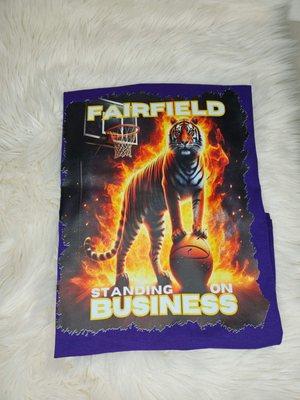 FAIRFIELD
STANDING ON
BUSINESS